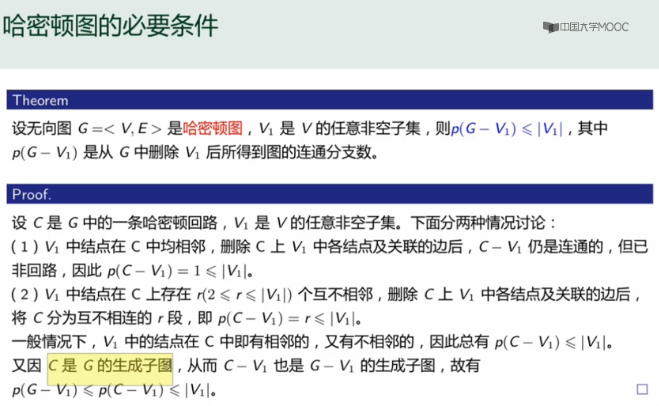 哈密顿图的必要条件
中国大学MOOC
Theorem
设无向图 G =< V, E > 是哈密顿图，V₁ 是 V 的任意非空子集，则p(G − V₁) ⩽ |V₁|，其中
p(G − V₁) 是从 G 中删除 V₁ 后所得到图的连通分支数。
Proof.
设 C 是 G 中的一条哈密顿回路，V₁ 是 V 的任意非空子集。下面分两种情况讨论：
（1）V₁ 中结点在 C 中均相邻，删除 C 上 V₁ 中各结点及关联的边后，C − V₁ 仍是连通的，但已
非回路，因此 p(C − V₁) = 1 ⩽ |V₁|。
（2）V₁ 中结点在 C 上存在 r(2 ⩽ r ⩽ |V₁|) 个互不相邻，删除 C 上 V₁ 中各结点及关联的边后，
将 C 分为互不相连的 r 段，即 p(C − V₁) = r ⩽ |V₁|。
一般情况下，V₁ 中的结点在 C 中即有相邻的，又有不相邻的，因此总有 p(C − V₁) ⩽ |V₁|。
又因 C 是 G 的生成子图，从而 C − V₁ 也是 G − V₁ 的生成子图，故有
p(G − V₁) ⩽ p(C − V₁) ⩽ |V₁|。